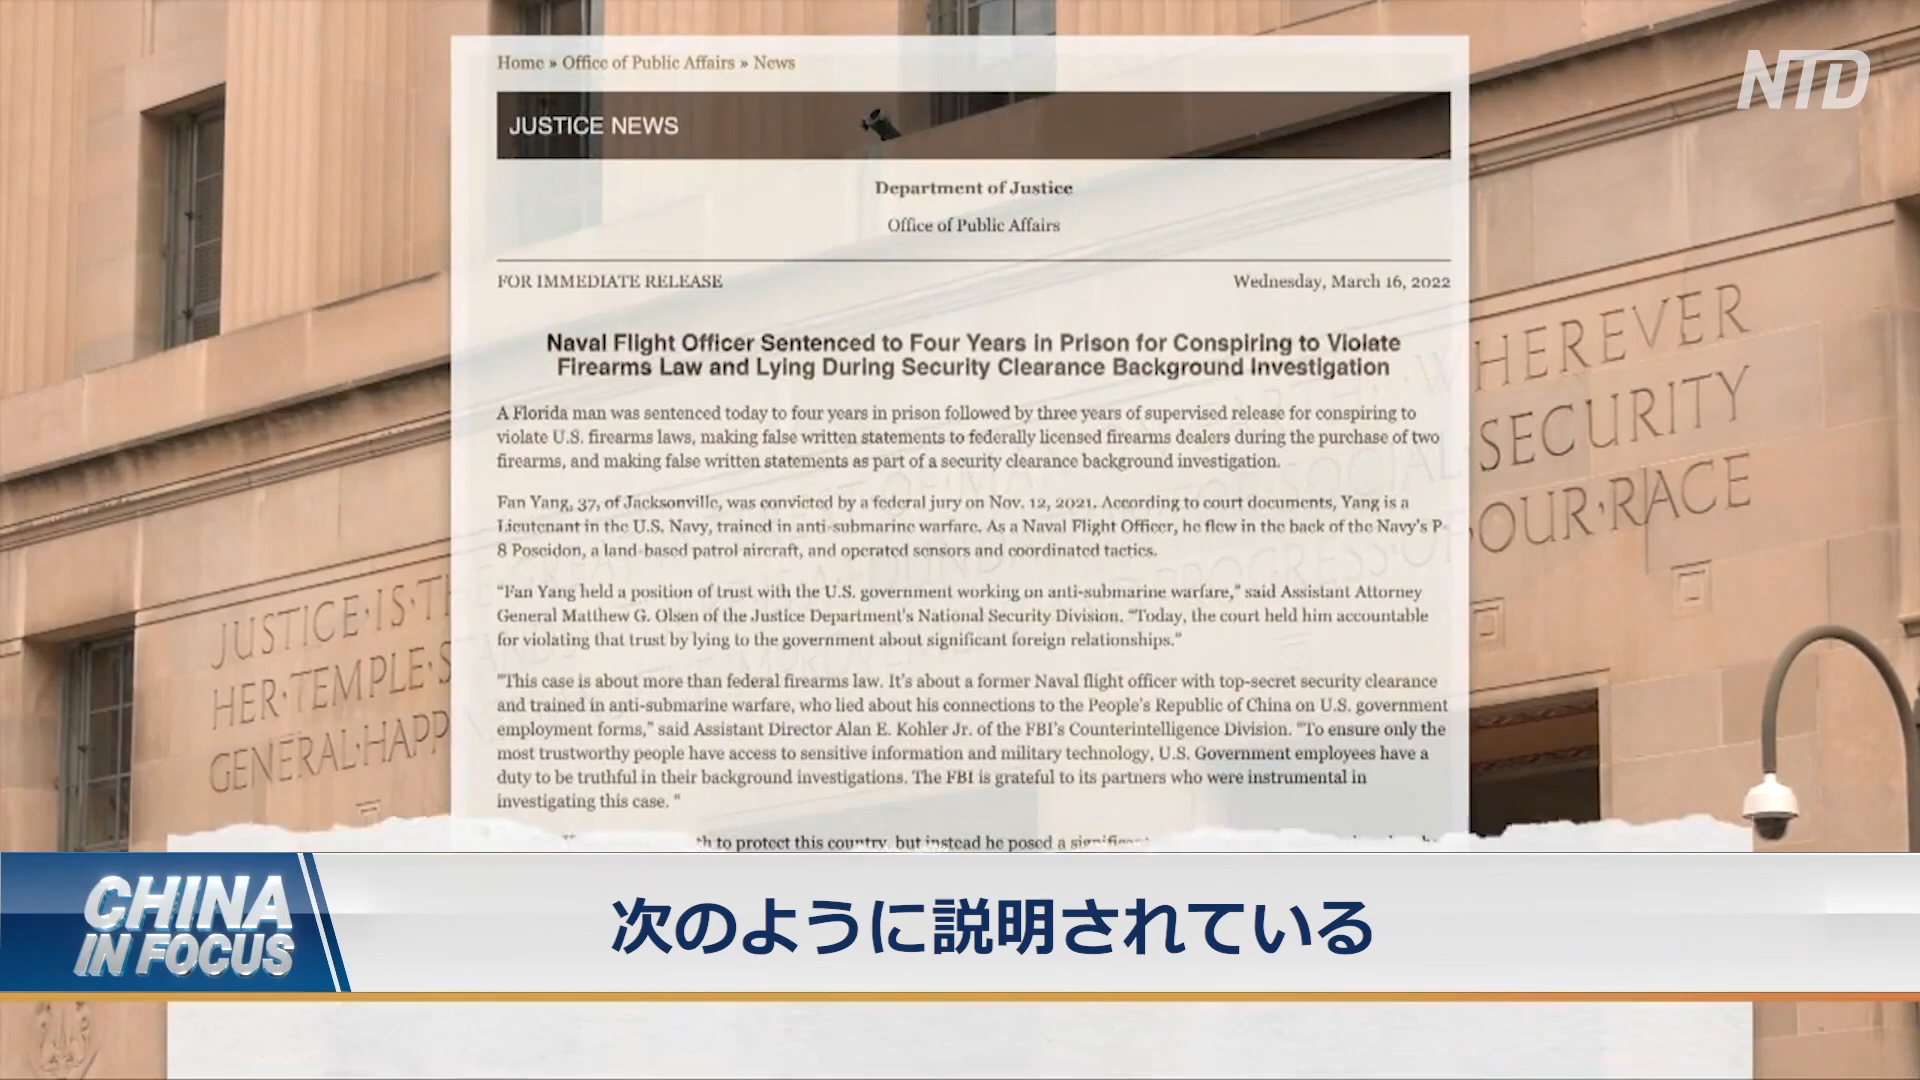 Home » Office of Public Affairs » News
NTD
JUSTICE NEWS
Department of Justice
Office of Public Affairs
FOR IMMEDIATE RELEASE
Wednesday, March 16, 2022
Naval Flight Officer Sentenced to Four Years in Prison for Conspiring to Violate
Firearms Law and Lying During Security Clearance Background Investigation
A Florida man was sentenced today to four years in prison followed by three years of supervised release for conspiring to
violate U.S. firearms laws, making false written statements to federally licensed firearms dealers during the purchase of two
firearms, and making false written statements as part of a security clearance background investigation.
Fan Yang, 37, of Jacksonville, was convicted by a federal jury on Nov. 12, 2021. According to court documents, Yang is a
Lieutenant in the U.S. Navy, trained in anti-submarine warfare. As a Naval Flight Officer, he flew in the back of the Navy's P-
8 Poseidon, a land-based patrol aircraft, and operated sensors and coordinated tactics.
"Fan Yang held a position of trust with the U.S. government working on anti-submarine warfare," said Assistant Attorney
General Matthew G. Olsen of the Justice Department's National Security Division. "Today, the court held him accountable
for violating that trust by lying to the government about significant foreign relationships."
"This case is about more than federal firearms law. It's about a former Naval flight officer with top-secret security clearance
and trained in anti-submarine warfare, who lied about his connections to the People's Republic of China on U.S. government
employment forms," said Assistant Director Alan E. Kohler Jr. of the FBI's Counterintelligence Division. "To ensure only the
most trustworthy people have access to sensitive information and military technology, U.S. Government employees have a
duty to be truthful in their background investigations. The FBI is grateful to its partners who were instrumental in
investigating this case. "
to protect this country, but instead he posed a
JUSTICE·IS·T
HER·TEMPLE·S
GENERAL·HAPP
WHEREVER
SOCIAL SECURITY
PROGRESS·OF·OUR·RACE
CHINA
IN FOCUS
次のように説明されている